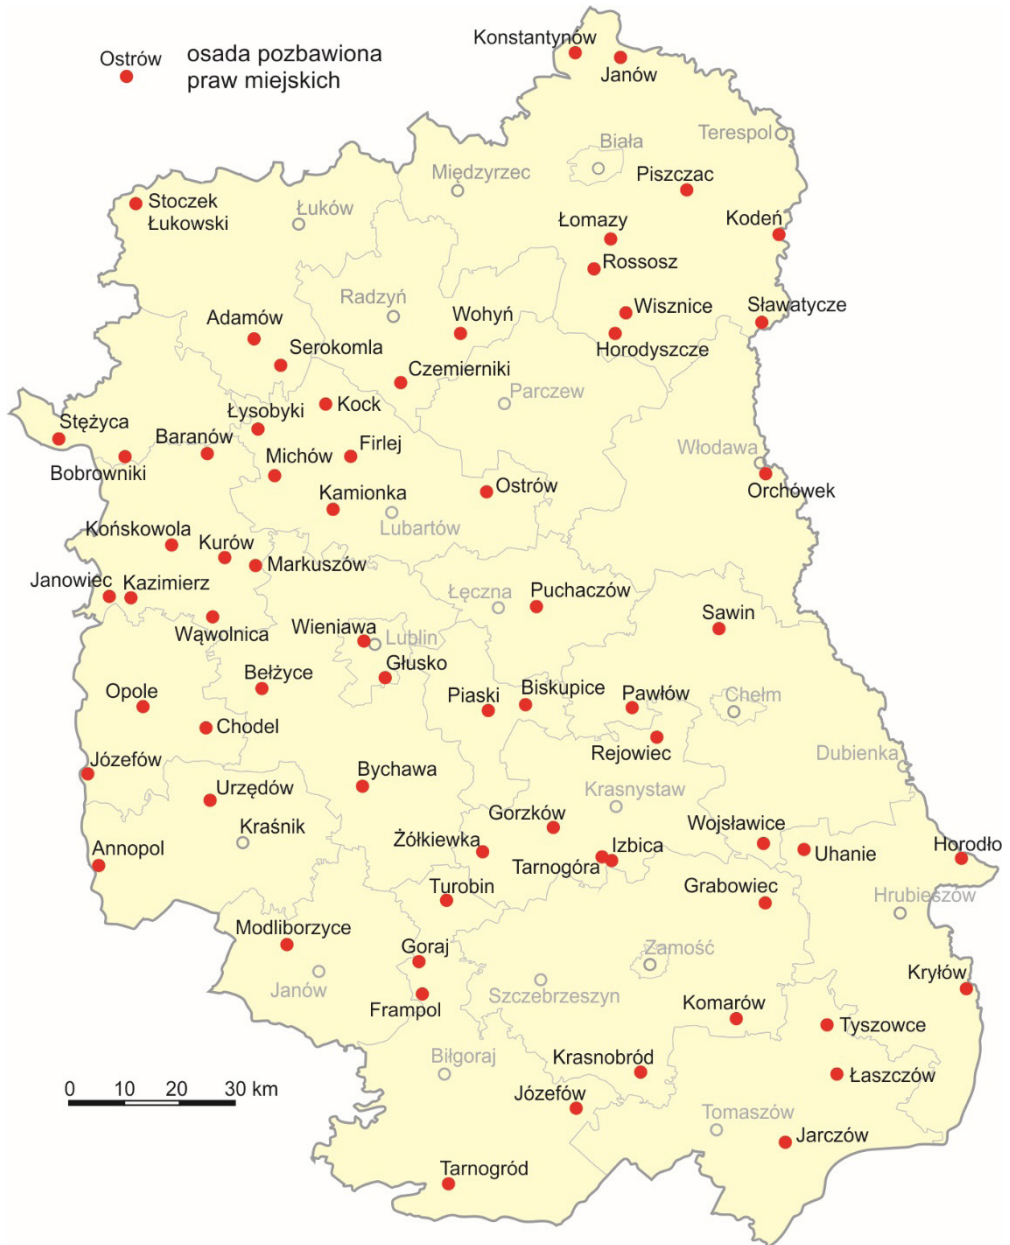 Ostrów
osada pozbawiona
praw miejskich
Konstantynów
Janów
Terespol
Biała
Międzyrzec
Piszczac
Stoczek
Łukowski
Łuków
Łomazy
Kodeń
Rossosz
Radzyń
Wohyń
Wisznice
Sławatycze
Adamów
Horodyszcze
Serokomla
Czemierniki
Parczew
Kock
Łysobyki
Stężyca
Baranów
Firlej
Włodawa
Michów
Bobrowniki
Ostrów
Orchówek
Kamionka
Lubartów
Końskowola
Kurów
Markuszów
Janowiec
Kazimierz
Łęczna
Puchaczów
Sawin
Wąwolnica
Wieniawa
Lublin
Głusko
Bełżyce
Opole
Piaski
Biskupice
Pawłów
Chełm
Chodel
Rejowiec
Dubienka
Józefów
Bychawa
Urzędów
Krasnystaw
Gorzków
Wojsławice
Kraśnik
Żółkiewka
Izbica
Annopol
Tarnogóra
Uhanie
Horodło
Turobin
Grabowiec
Hrubieszów
Modliborzyce
Goraj
Zamość
Kryłów
Janów
Szczebrzeszyn
Frampol
Komarów
Tyszowce
Biłgoraj
Krasnobród
Łaszczów
0 10 20 30 km
Józefów
Tomaszów
Jarczów
Tarnogród